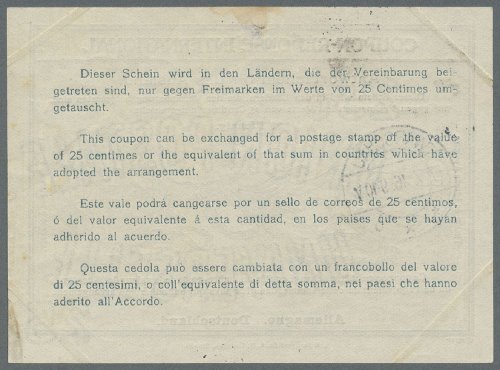 Dieser Schein wird in den Ländern, die der Vereinbarung bei-
getreten sind, nur gegen Freimarken im Werte von 25 Centimes um-
getauscht.
This coupon can be exchanged for a postage stamp of the value
of 25 centimes or the equivalent of that sum in countries which have
adopted the arrangement.
Este vale podrá cangearse por un sello de correos de 25 centimos,
ó del valor equivalente á esta cantidad, en los paises que se hayan
adherido al acuerdo.
Questa cedola può essere cambiata con un francobollo del valore
di 25 centesimi, o coll'equivalente di detta somma, nei paesi che hanno
aderito all'Accordo.
Allemagne. Deutschland